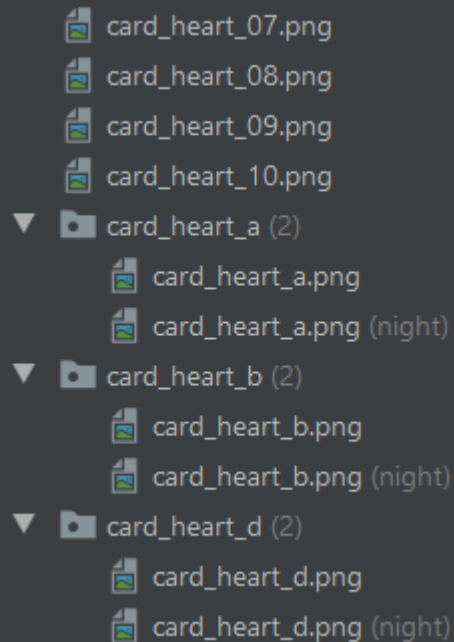 card_heart_07.png
card_heart_08.png
card_heart_09.png
card_heart_10.png
card_heart_a (2)
card_heart_a.png
card_heart_a.png (night)
card_heart_b (2)
card_heart_b.png
card_heart_b.png (night)
card_heart_d (2)
card_heart_d.png
card_heart_d.png (night)